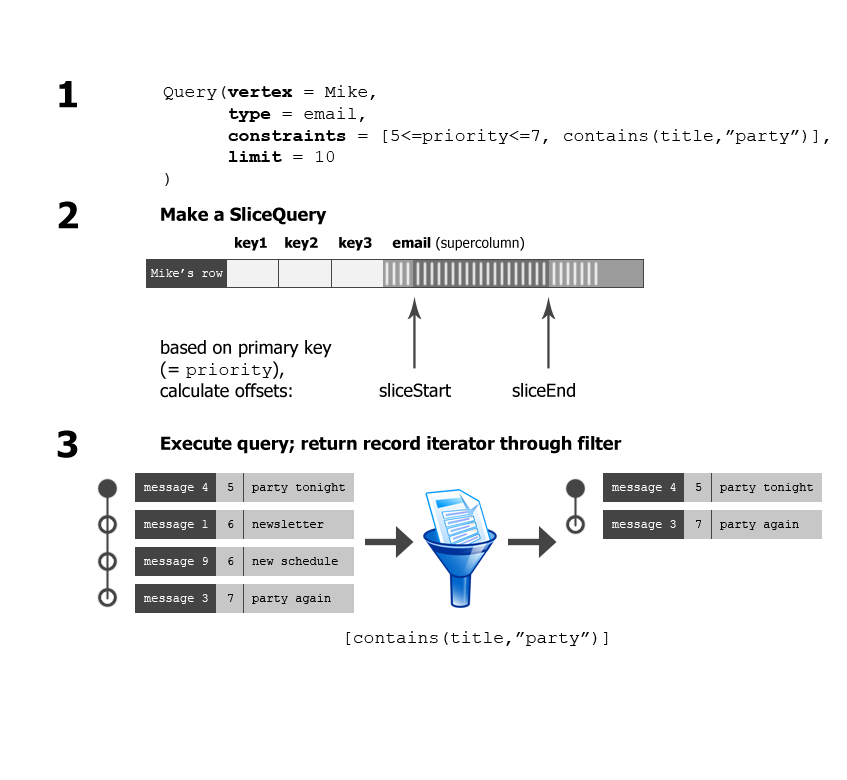 1
Query(vertex = Mike,
type = email,
constraints = [5<=priority<=7, contains(title,”party”)],
limit = 10
)
2
Make a SliceQuery
key1 key2 key3 email (supercolumn)
Mike’s row
based on primary key
(= priority),
calculate offsets:
sliceStart
sliceEnd
3
Execute query; return record iterator through filter
message 4 5 party tonight
message 1 6 newsletter
message 9 6 new schedule
message 3 7 party again
message 4 5 party tonight
message 3 7 party again
[contains(title,”party”)]